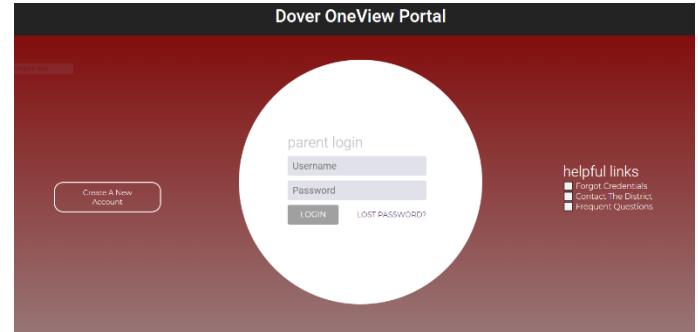 Dover OneView Portal
parent login
Username
Password
LOGIN LOST PASSWORD?
Create A New
Account
helpful links
Forgot Credentials
Contact The District
Frequent Questions